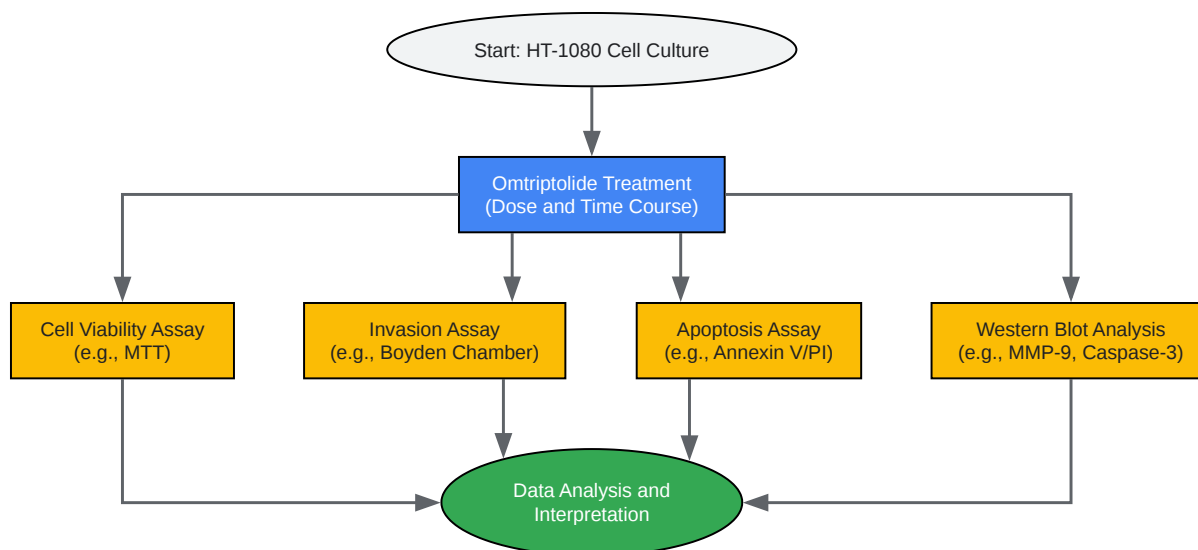 Start: HT-1080 Cell Culture
Omtriptolide Treatment
(Dose and Time Course)
Cell Viability Assay
(e.g., MTT)
Invasion Assay
(e.g., Boyden Chamber)
Apoptosis Assay
(e.g., Annexin V/PI)
Western Blot Analysis
(e.g., MMP-9, Caspase-3)
Data Analysis and
Interpretation